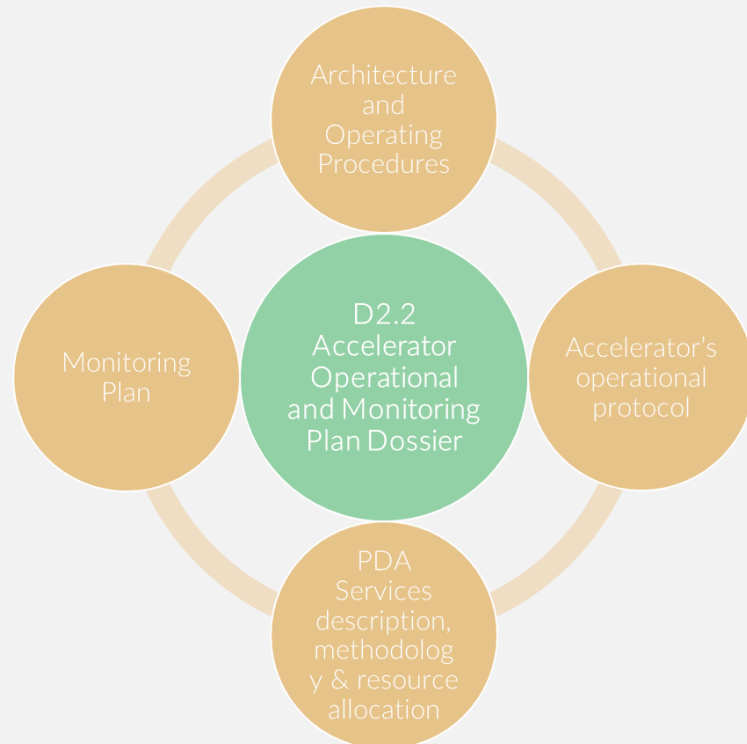 Architecture
and
Operating
Procedures
D2.2
Accelerator
Operational
and Monitoring
Plan Dossier
Monitoring
Plan
Accelerator's
operational
protocol
PDA
Services
description,
methodolog
y & resource
allocation